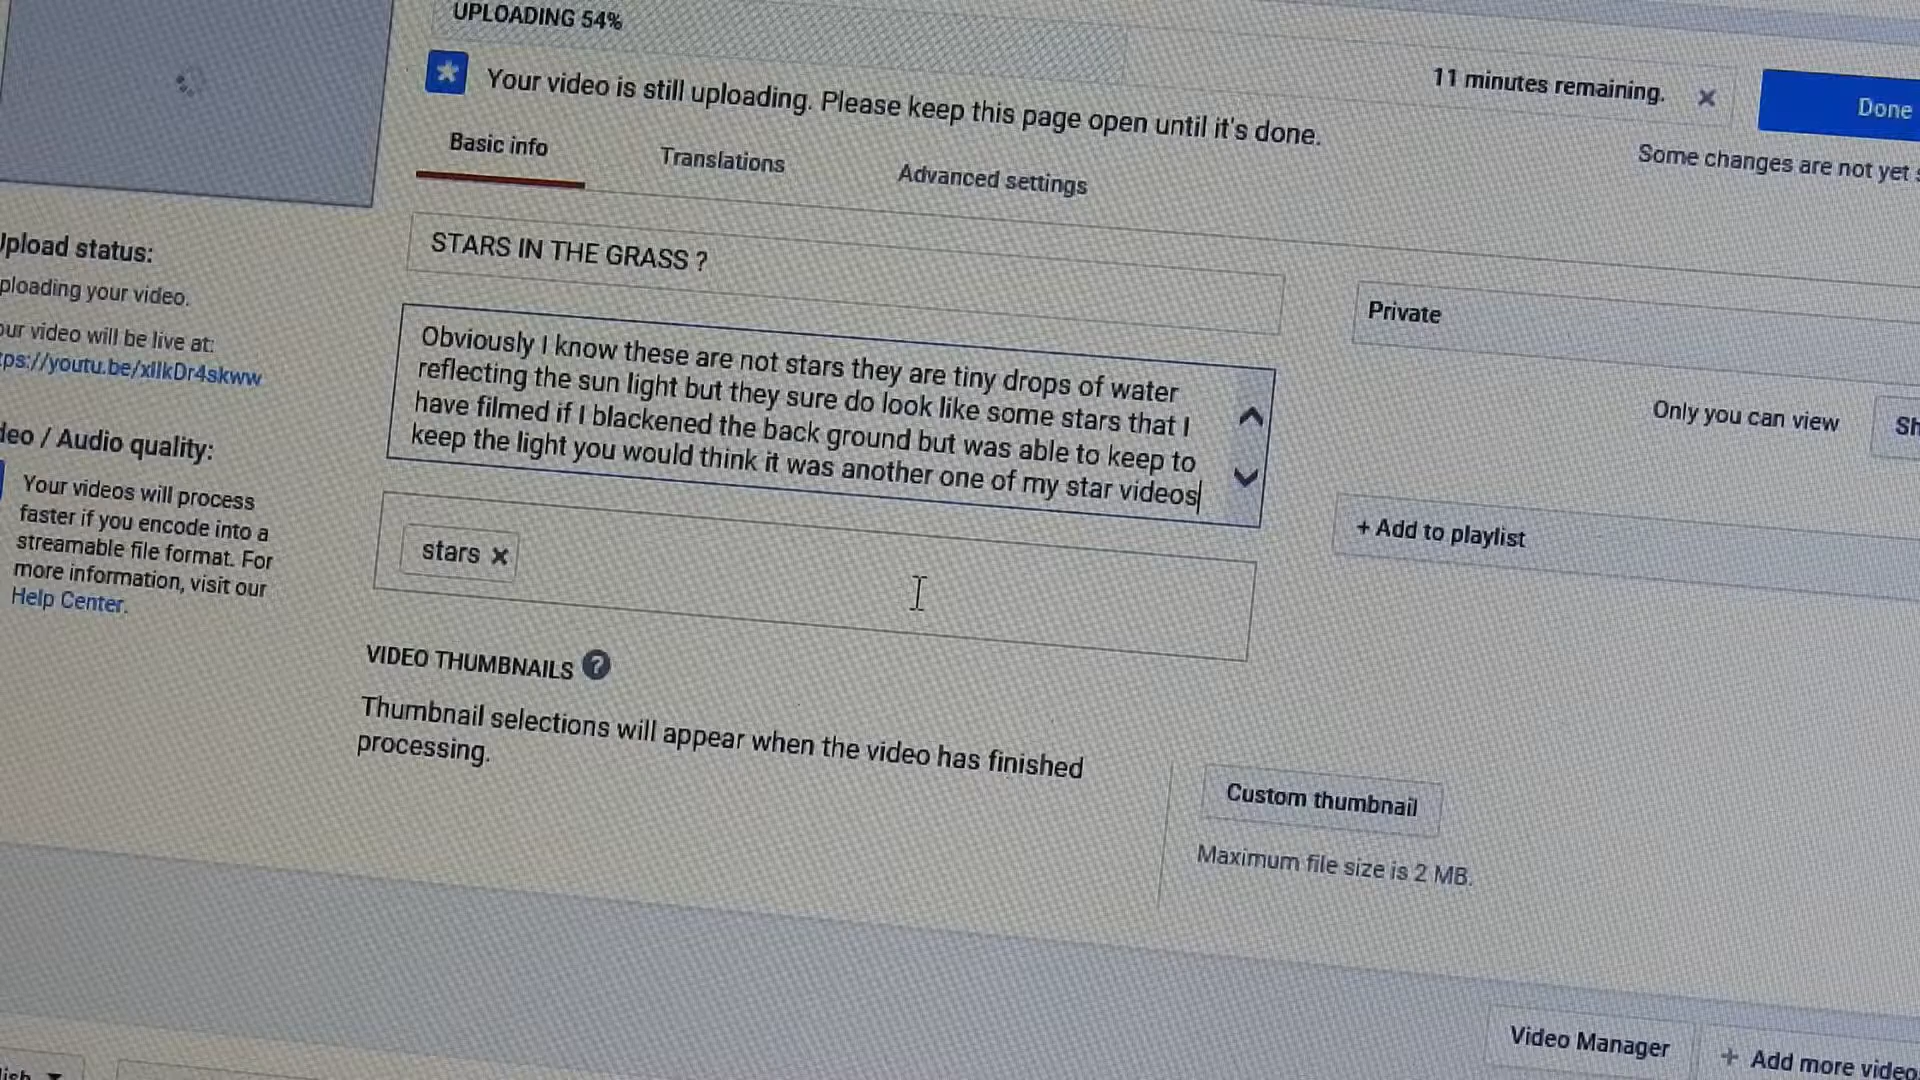 UPLOADING 54%
11 minutes remaining.
Done
Your video is still uploading. Please keep this page open until it's done.
Some changes are not yet
Basic info
Translations
Advanced settings
Upload status:
STARS IN THE GRASS ?
Private
uploading your video.
our video will be live at:
tps://youtu.be/xIlkDr4skww
Obviously I know these are not stars they are tiny drops of water
reflecting the sun light but they sure do look like some stars that I
have filmed if I blackened the back ground but was able to keep to
keep the light you would think it was another one of my star videos
Only you can view
Sh
deo / Audio quality:
Your videos will process
faster if you encode into a
streamable file format. For
more information, visit our
Help Center.
+ Add to playlist
stars
VIDEO THUMBNAILS ?
Thumbnail selections will appear when the video has finished
processing.
Custom thumbnail
Maximum file size is 2 MB.
Video Manager
+ Add more video
lish